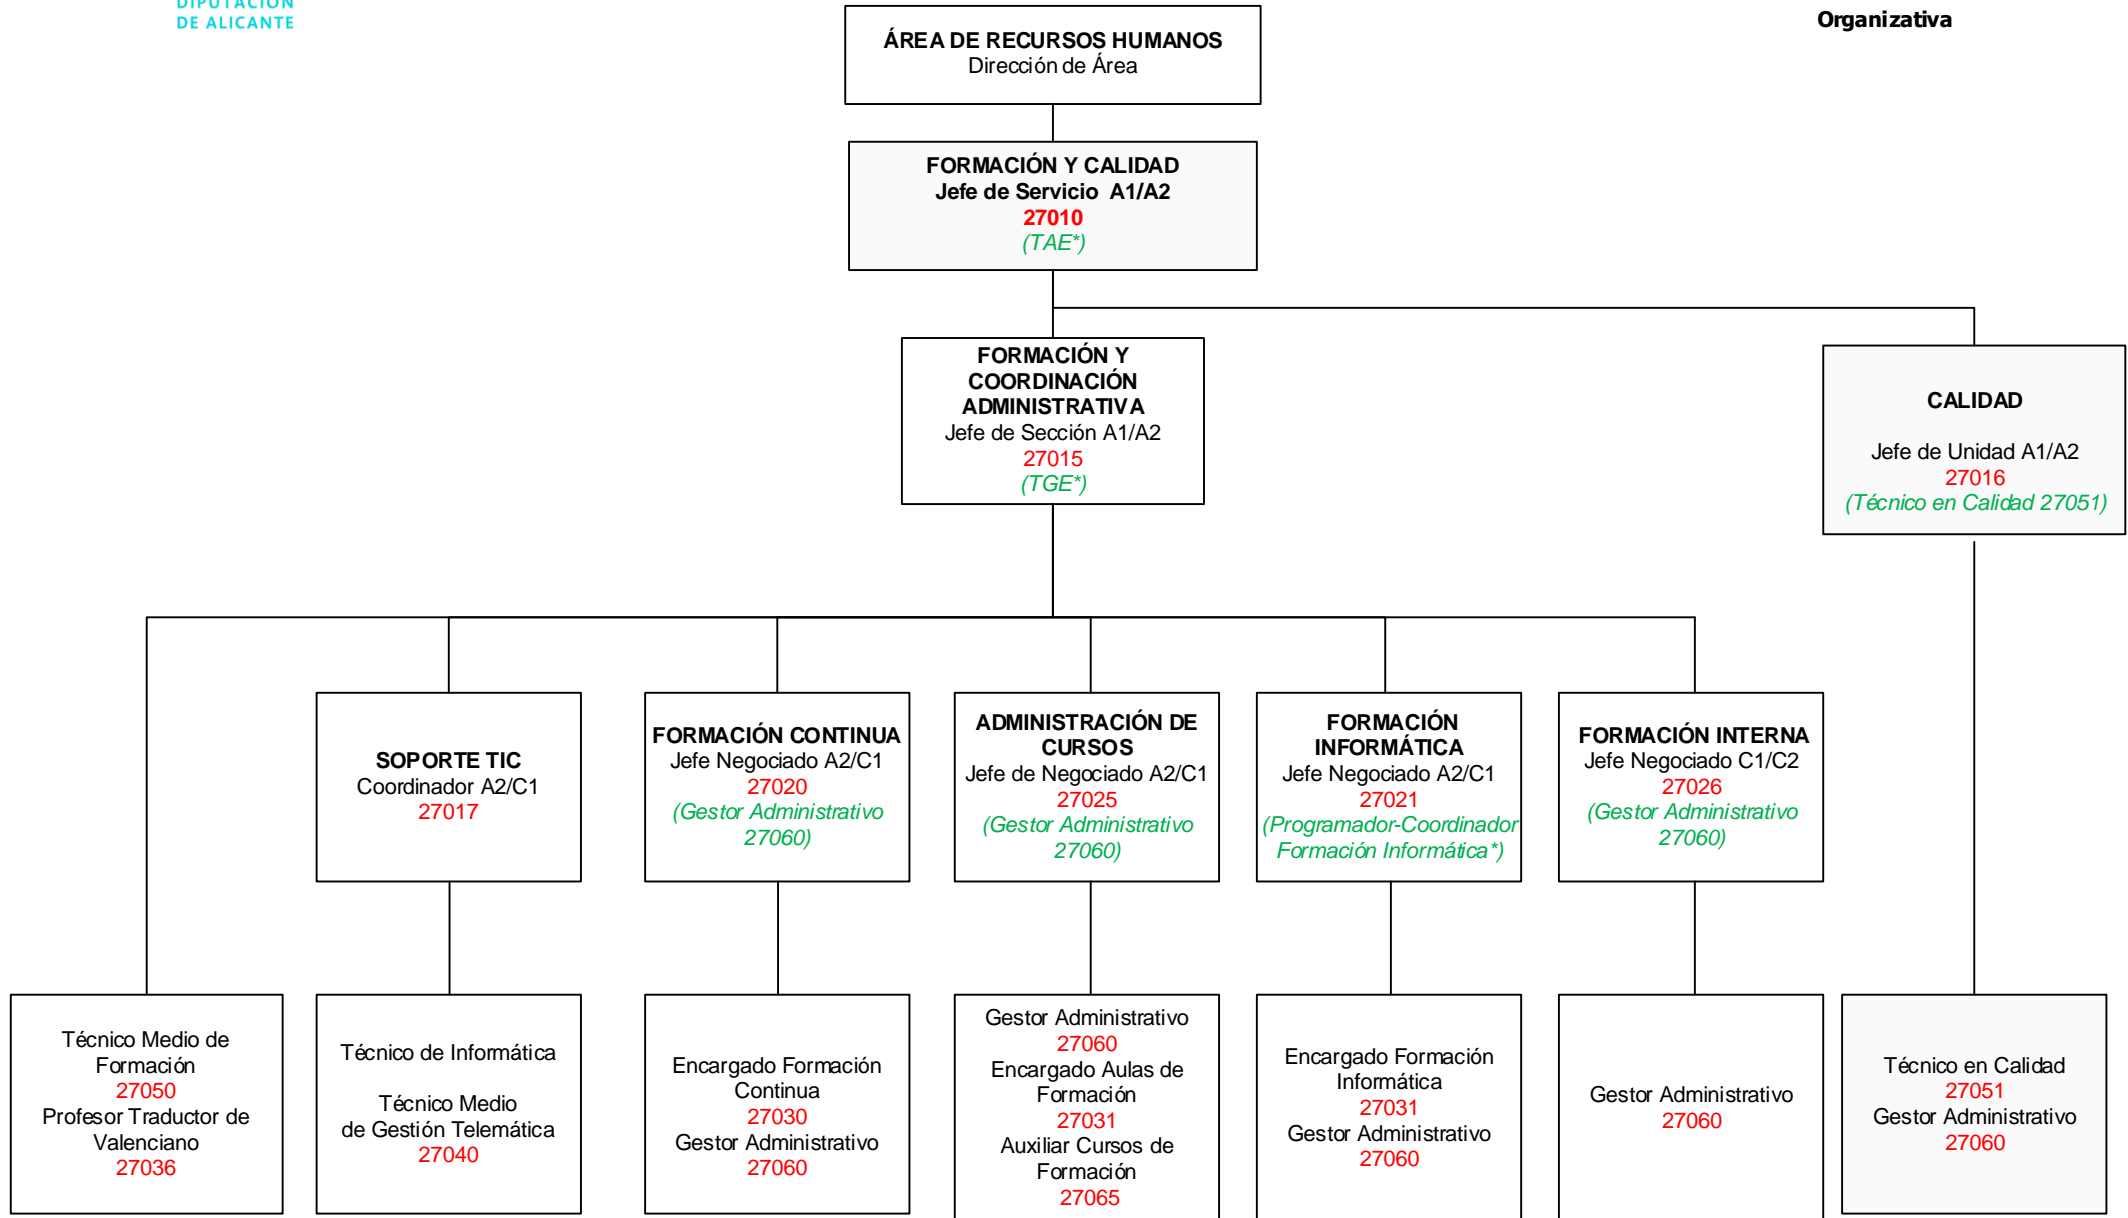 DIPUTACIÓN
DE ALICANTE
Organizativa
ÁREA DE RECURSOS HUMANOS
Dirección de Área
FORMACIÓN Y CALIDAD
Jefe de Servicio A1/A2
27010
(TAE*)
FORMACIÓN Y
COORDINACIÓN
ADMINISTRATIVA
Jefe de Sección A1/A2
27015
(TGE*)
CALIDAD
Jefe de Unidad A1/A2
27016
(Técnico en Calidad 27051)
SOPORTE TIC
Coordinador A2/C1
27017
FORMACIÓN CONTINUA
Jefe Negociado A2/C1
27020
(Gestor Administrativo
27060)
ADMINISTRACIÓN DE
CURSOS
Jefe de Negociado A2/C1
27025
(Gestor Administrativo
27060)
FORMACIÓN
INFORMÁTICA
Jefe Negociado A2/C1
27021
(Programador-Coordinador
Formación Informática*)
FORMACIÓN INTERNA
Jefe Negociado C1/C2
27026
(Gestor Administrativo
27060)
Técnico Medio de
Formación
27050
Profesor Traductor de
Valenciano
27036
Técnico de Informática
Técnico Medio
de Gestión Telemática
27040
Encargado Formación
Continua
27030
Gestor Administrativo
27060
Gestor Administrativo
27060
Encargado Aulas de
Formación
27031
Auxiliar Cursos de
Formación
27065
Encargado Formación
Informática
27031
Gestor Administrativo
27060
Gestor Administrativo
27060
Técnico en Calidad
27051
Gestor Administrativo
27060